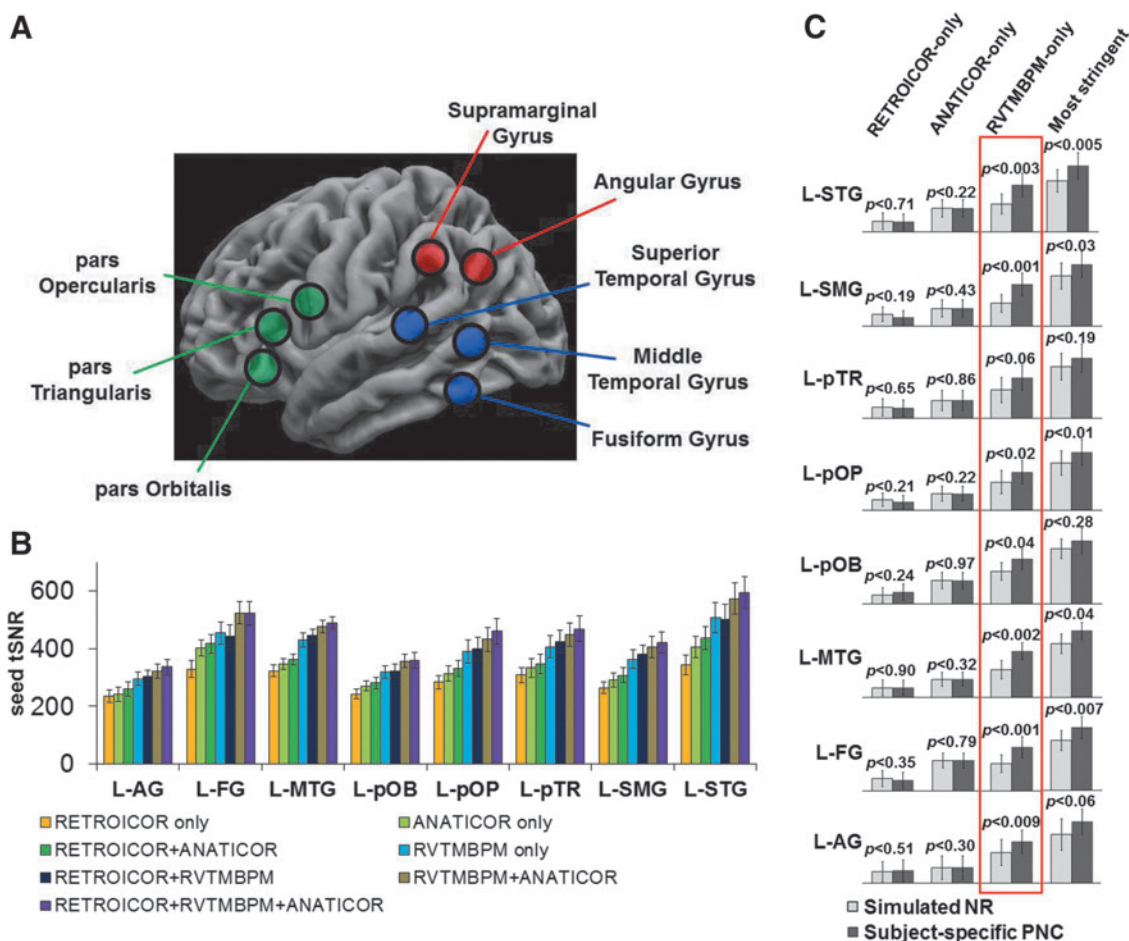 A
Supramarginal
Gyrus
Angular Gyrus
Superior
Temporal Gyrus
Middle
Temporal Gyrus
Fusiform Gyrus
pars
Opercularis
pars
Triangularis
pars Orbitalis
B
seed tSNR
600
400
200
0
L-AG L-FG L-MTG L-pOB L-pOP L-pTR L-SMG L-STG
RETROICOR only
ANATICOR only
RETROICOR+ANATICOR
RVTMBPM only
RETROICOR+RVTMBPM
RVTMBPM+ANATICOR
RETROICOR+RVTMBPM+ANATICOR
C
RETROICOR-only
ANATICOR-only
RVTMBPM-only
Most stringent
L-STG p<0.71 p<0.22 p<0.003 p<0.005
L-SMG p<0.19 p<0.43 p<0.001 p<0.03
L-pTR p<0.65 p<0.86 p<0.06 p<0.19
L-pOP p<0.21 p<0.22 p<0.02 p<0.01
L-pOB p<0.24 p<0.97 p<0.04 p<0.28
L-MTG p<0.90 p<0.32 p<0.002 p<0.04
L-FG p<0.35 p<0.79 p<0.001 p<0.007
L-AG p<0.51 p<0.30 p<0.009 p<0.06
Simulated NR
Subject-specific PNC